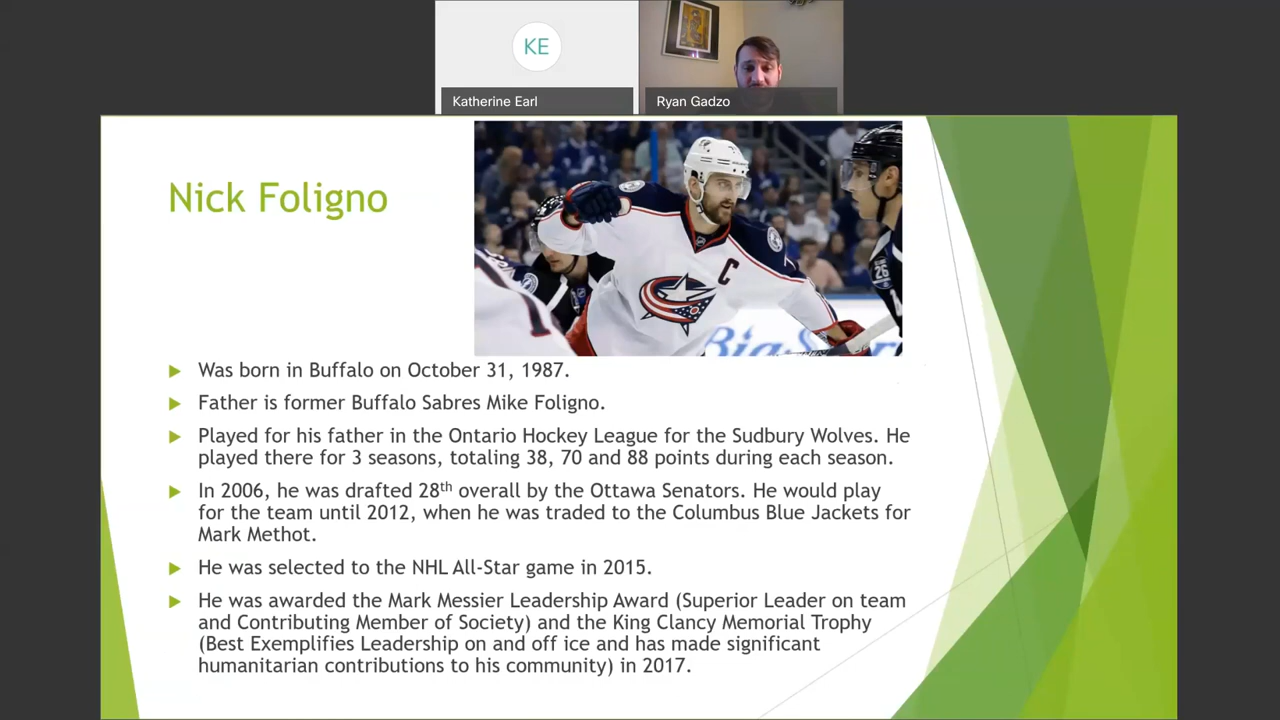 KE
Katherine Earl
Ryan Gadzo
Nick Foligno
C
26
Was born in Buffalo on October 31, 1987.
Father is former Buffalo Sabres Mike Foligno.
Played for his father in the Ontario Hockey League for the Sudbury Wolves. He
played there for 3 seasons, totaling 38, 70 and 88 points during each season.
In 2006, he was drafted 28th overall by the Ottawa Senators. He would play
for the team until 2012, when he was traded to the Columbus Blue Jackets for
Mark Methot.
He was selected to the NHL All-Star game in 2015.
He was awarded the Mark Messier Leadership Award (Superior Leader on team
and Contributing Member of Society) and the King Clancy Memorial Trophy
(Best Exemplifies Leadership on and off ice and has made significant
humanitarian contributions to his community) in 2017.